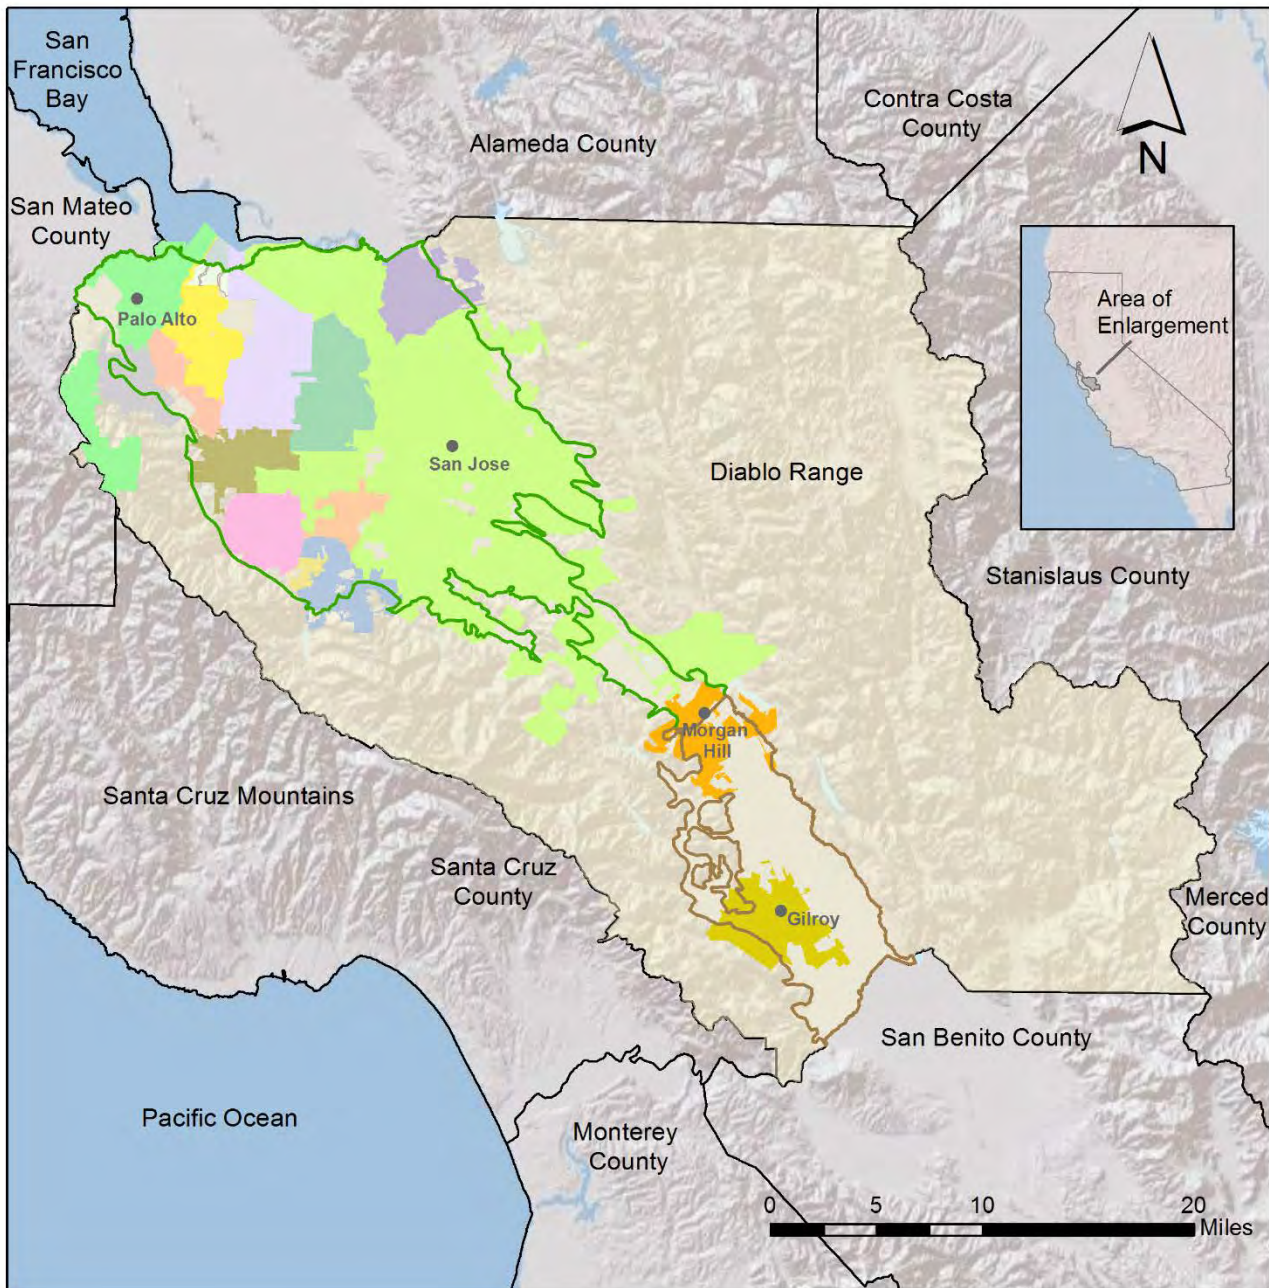 San
Francisco
Bay
Contra Costa
County
Alameda County
N
San Mateo
County
Area of
Enlargement
Palo Alto
San Jose
Diablo Range
Stanislaus County
Morgan
Hill
Santa Cruz Mountains
Santa Cruz
County
Merced
County
Gilroy
San Benito County
Pacific Ocean
Monterey
County
0 5 10 20
Miles